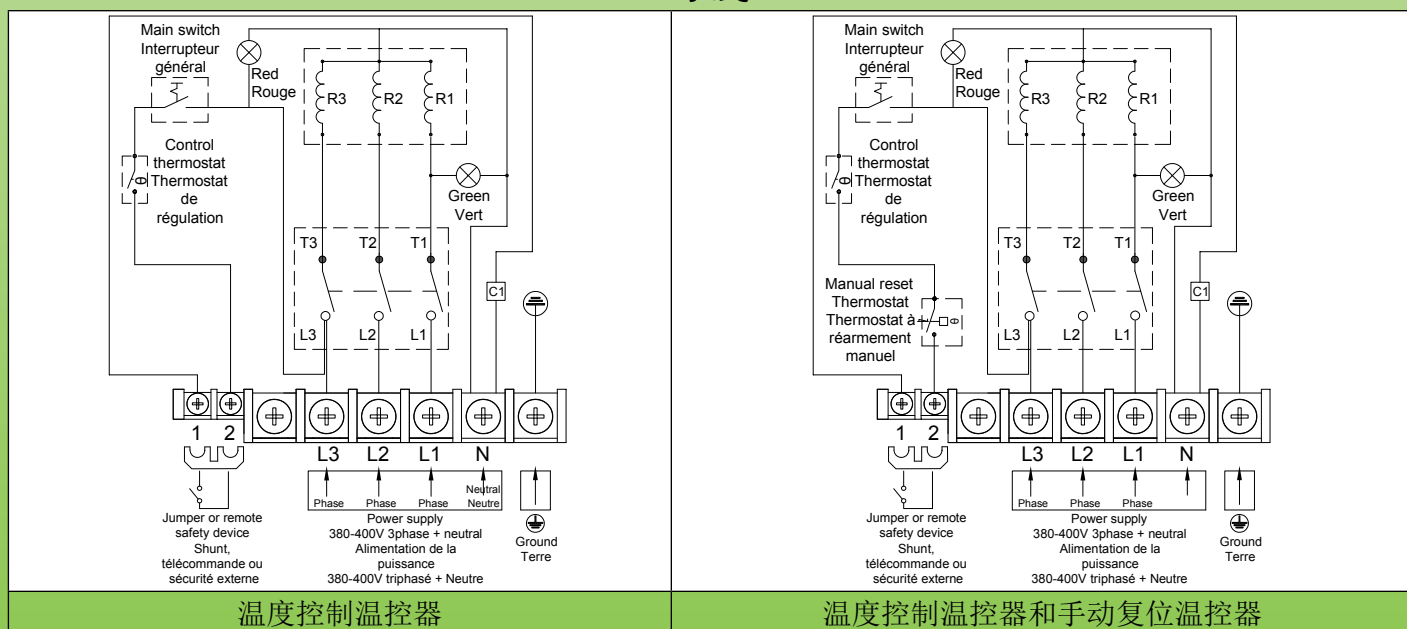 Main switch
Interrupteur
général
Red
Rouge
R3
R2
R1
Control
thermostat
Thermostat
de
régulation
θ
Green
Vert
T3
T2
T1
C1
L3
L2
L1
1
2
L3
L2
L1
N
Phase
Phase
Phase
Neutral
Neutre
Jumper or remote
safety device
Shunt,
télécommande ou
sécurité externe
Power supply
380-400V 3phase + neutral
Alimentation de la
puissance
380-400V triphasé + Neutre
Ground
Terre
温度控制温控器
Main switch
Interrupteur
général
Red
Rouge
R3
R2
R1
Control
thermostat
Thermostat
de
régulation
θ
Green
Vert
T3
T2
T1
Manual reset
Thermostat
Thermostat à
réarmement
manuel
θ
C1
L3
L2
L1
1
2
L3
L2
L1
N
Phase
Phase
Phase
Jumper or remote
safety device
Shunt,
télécommande ou
sécurité externe
Power supply
380-400V 3phase + neutral
Alimentation de la
puissance
380-400V triphasé + Neutre
Ground
Terre
温度控制温控器和手动复位温控器